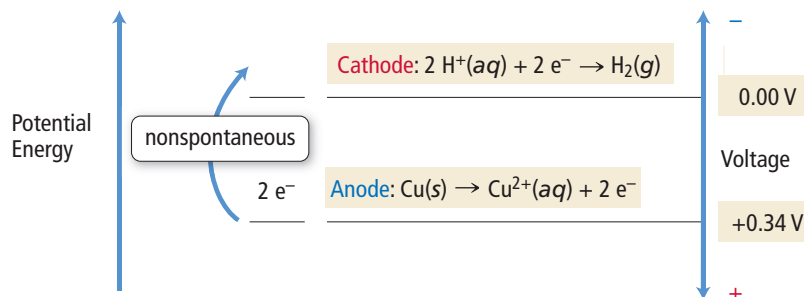 −
Cathode: 2 H⁺(aq) + 2 e⁻ → H₂(g)
0.00 V
Potential
Energy
nonspontaneous
Voltage
2 e⁻
Anode: Cu(s) → Cu²⁺(aq) + 2 e⁻
+0.34 V
+